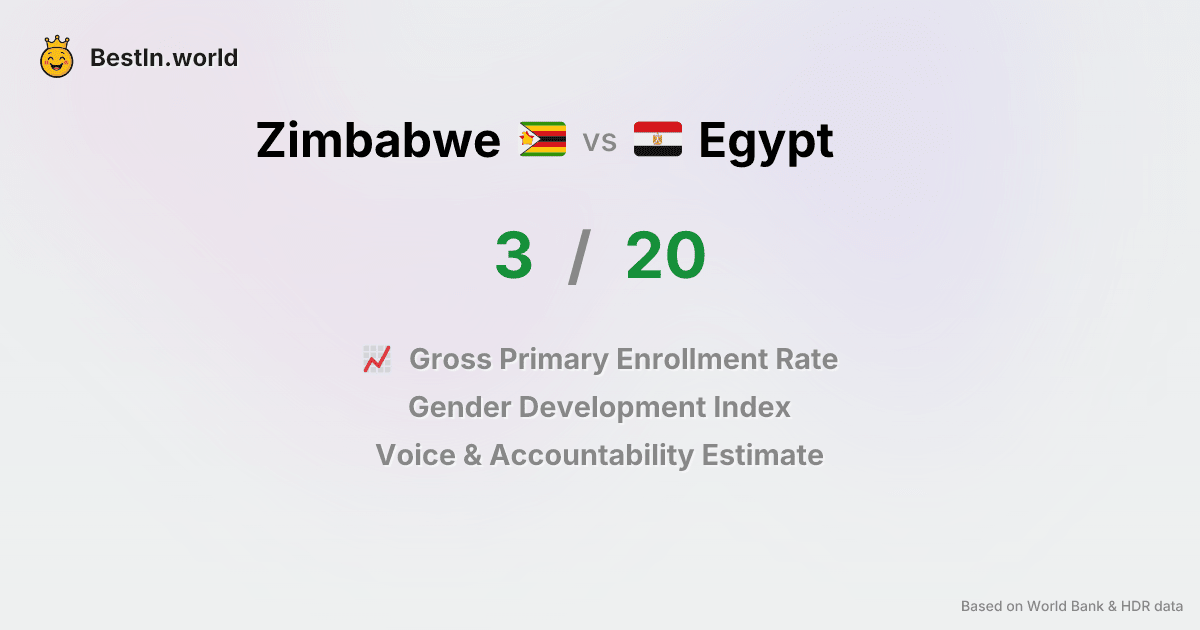 BestIn.world
Zimbabwe vs Egypt
3 / 20
Gross Primary Enrollment Rate
Gender Development Index
Voice & Accountability Estimate
Based on World Bank & HDR data